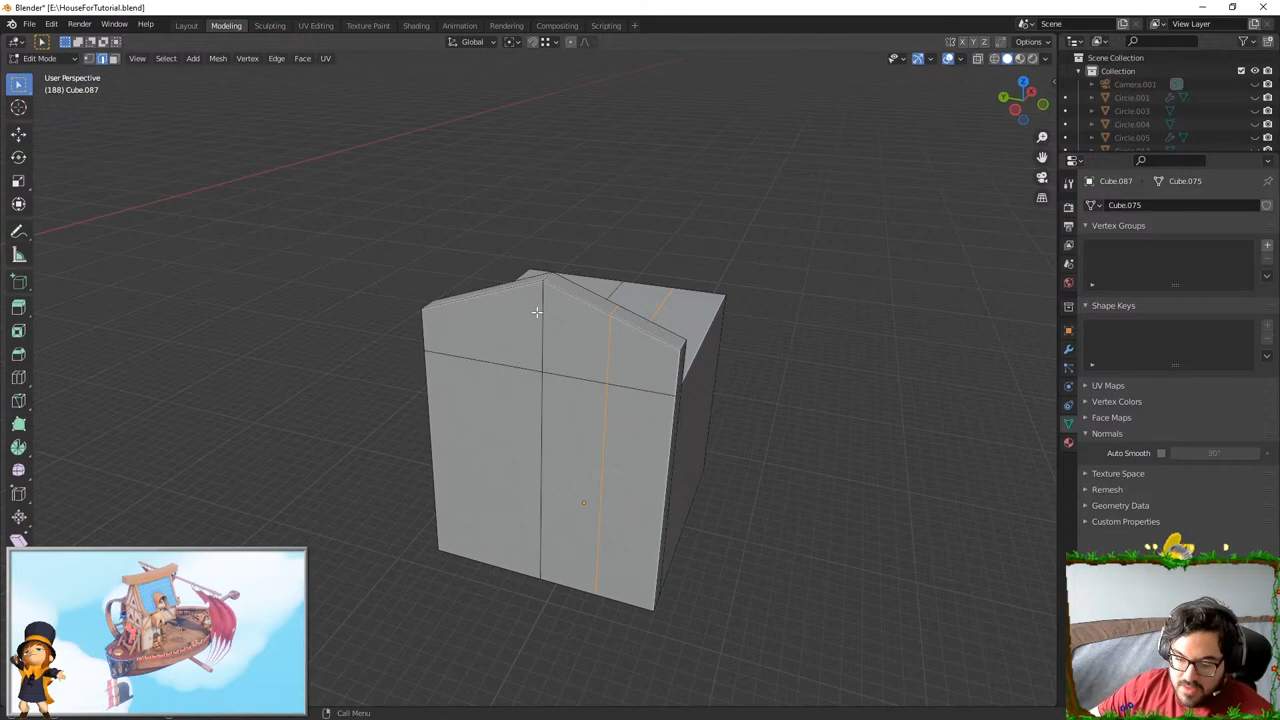 Blender* [E:\HouseForTutorial.blend]
File Edit Render Window Help Layout Modeling Sculpting UV Editing Texture Paint Shading Animation Rendering Compositing Scripting + Scene View Layer
Global X Y Z Options
Edit Mode View Select Add Mesh Vertex Edge Face UV
User Perspective
(188) Cube.087
Scene Collection
Collection
Camera.001
Circle.001
Circle.003
Circle.004
Circle.005
Cube.087 Cube.075
Cube.075
Vertex Groups
Shape Keys
UV Maps
Vertex Colors
Face Maps
Normals
Auto Smooth 30°
Texture Space
Remesh
Geometry Data
Custom Properties
Call Menu